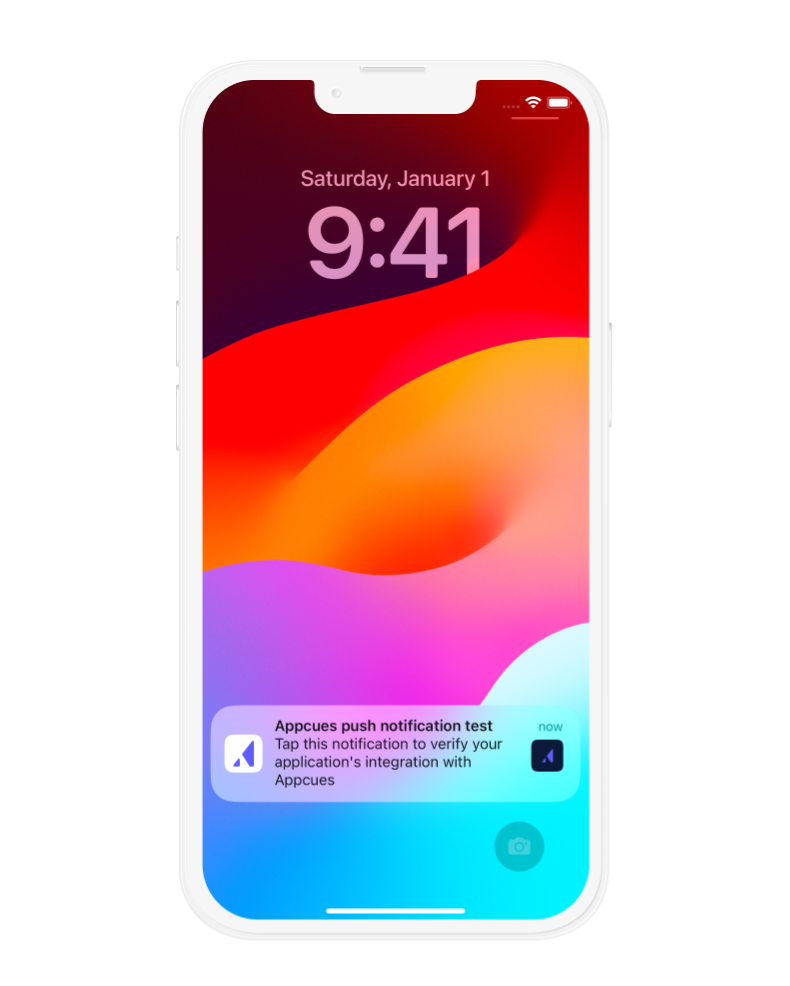 Saturday, January 1
9:41
Appcues push notification test
now
Tap this notification to verify your
application's integration with
Appcues